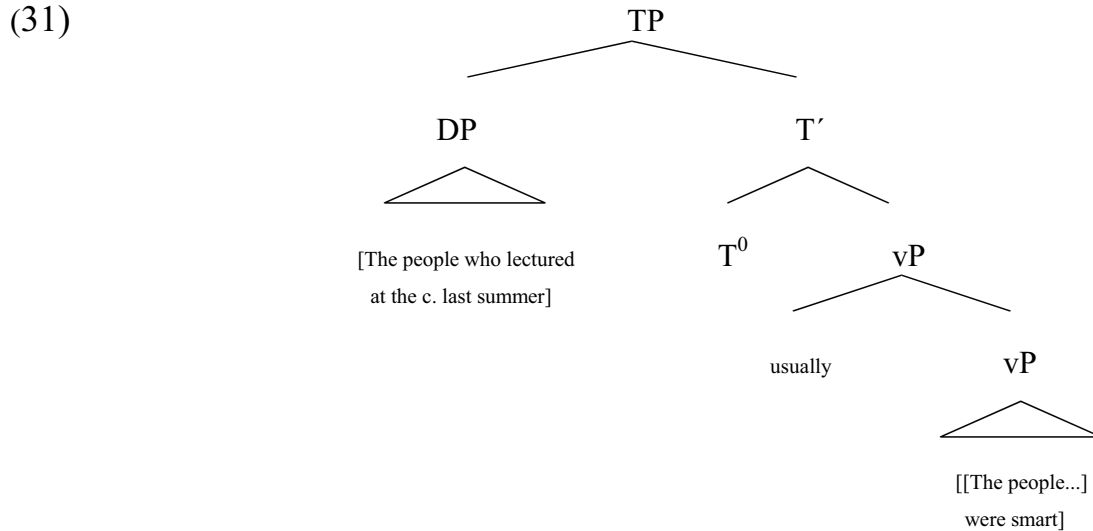 (31)
TP
DP T´
[The people who lectured
at the c. last summer]
T⁰ vP
usually vP
[[The people...]
were smart]